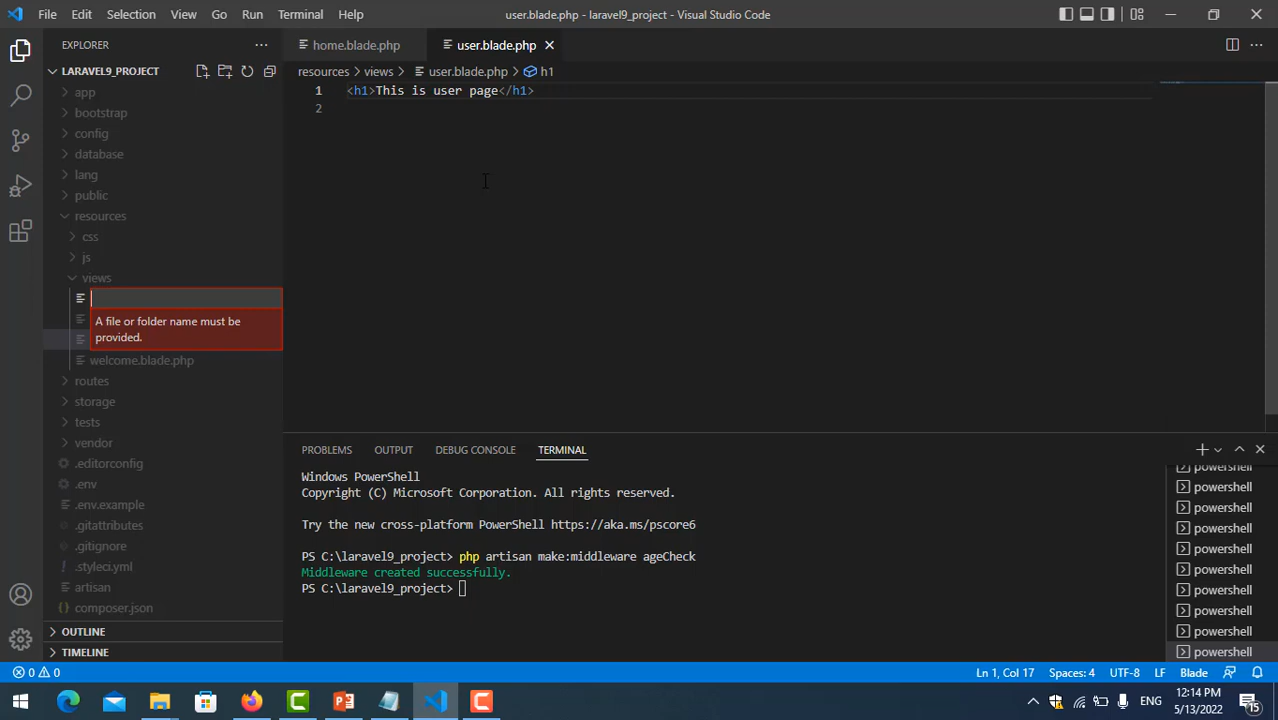 File Edit Selection View Go Run Terminal Help
user.blade.php - laravel9_project - Visual Studio Code
EXPLORER
LARAVEL9_PROJECT
app
bootstrap
config
database
lang
public
resources
css
js
views
A file or folder name must be
provided.
welcome.blade.php
routes
storage
tests
vendor
.editorconfig
.env
.env.example
.gitattributes
.gitignore
.styleci.yml
artisan
{} composer.json
OUTLINE
TIMELINE
home.blade.php user.blade.php
resources > views > user.blade.php > h1
1 <h1>This is user page</h1>
2
PROBLEMS OUTPUT DEBUG CONSOLE TERMINAL
Windows PowerShell
Copyright (C) Microsoft Corporation. All rights reserved.
Try the new cross-platform PowerShell https://aka.ms/pscore6
PS C:\laravel9_project> php artisan make:middleware ageCheck
Middleware created successfully.
PS C:\laravel9_project>
powershell
powershell
powershell
powershell
powershell
powershell
powershell
powershell
powershell
powershell
0 0 Ln 1, Col 17 Spaces: 4 UTF-8 LF Blade
ENG
12:14 PM
5/13/2022
15